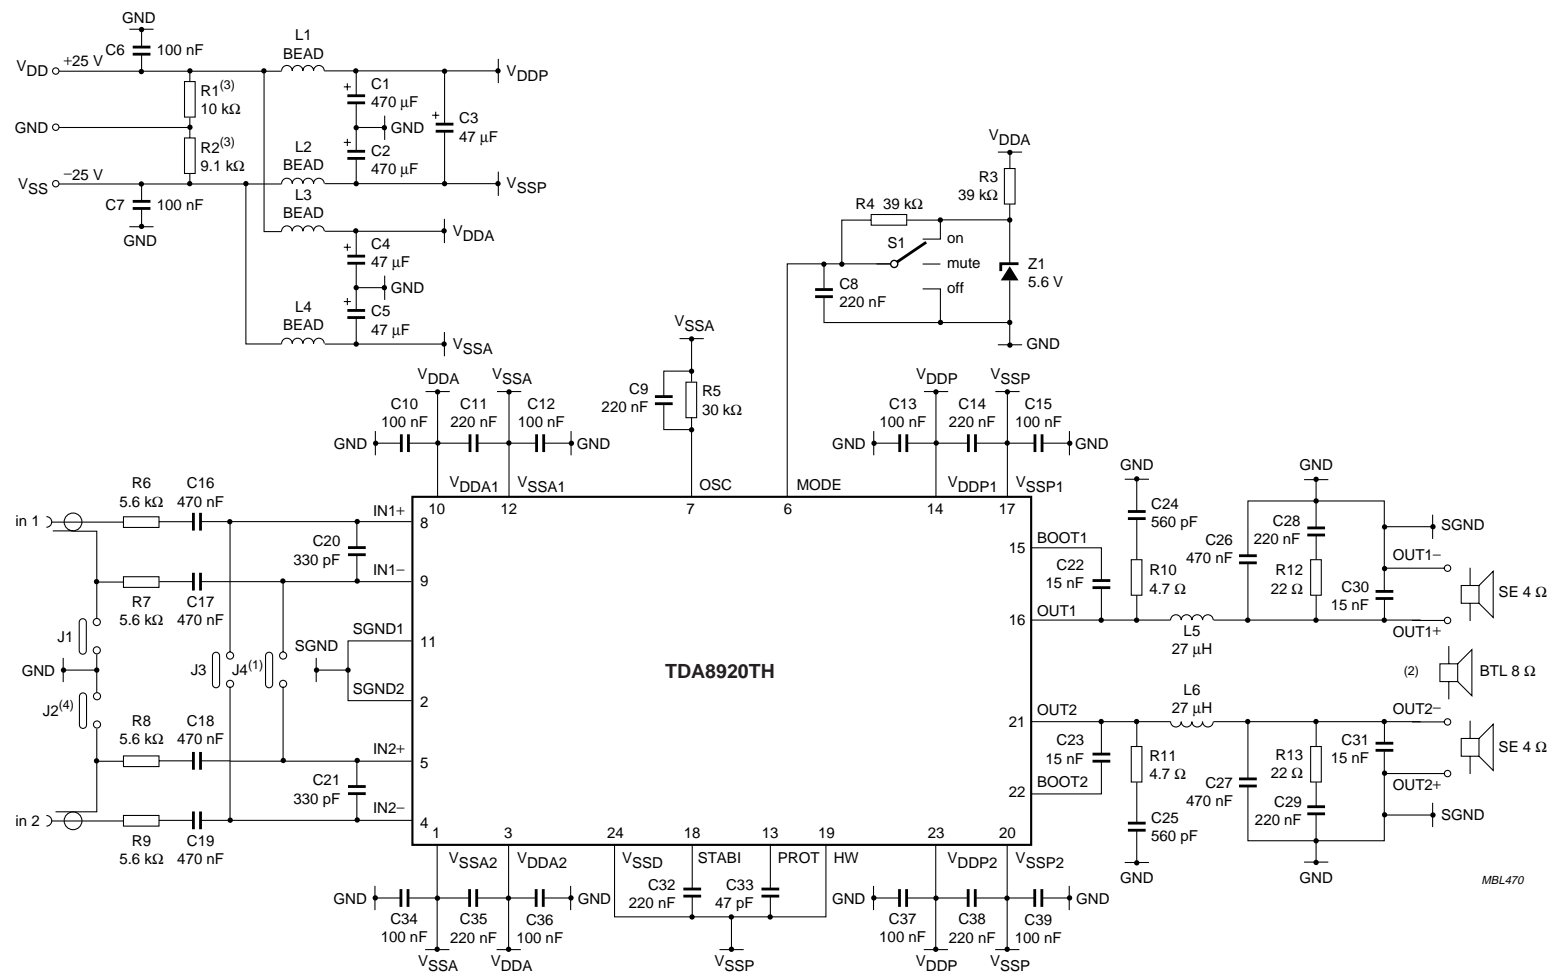 GND
C6 100 nF
VDD +25 V
L1
BEAD
VDDP
R1(3)
10 kΩ
+ C1
470 μF
GND
GND
+ C3
47 μF
R2(3)
9.1 kΩ
L2
BEAD
+ C2
470 μF
VSS −25 V
VSSP
C7 100 nF
GND
L3
BEAD
VDDA
+ C4
47 μF
GND
L4
BEAD
+ C5
47 μF
VSSA
VDDA
R3
39 kΩ
R4 39 kΩ
S1
on
mute
off
C8
220 nF
Z1
5.6 V
GND
VSSA
C9
220 nF
R5
30 kΩ
VDDA
VSSA
C10
100 nF
C11
220 nF
C12
100 nF
GND
GND
VDDP
VSSP
C13
100 nF
C14
220 nF
C15
100 nF
GND
GND
VDDA1
VSSA1
OSC
MODE
VDDP1
VSSP1
10
12
7
6
14
17
in 1
R6
5.6 kΩ
C16
470 nF
IN1+
8
C20
330 pF
IN1−
9
R7
5.6 kΩ
C17
470 nF
J1
GND
J2(4)
J3
J4(1)
SGND
SGND1
11
SGND2
2
R8
5.6 kΩ
C18
470 nF
IN2+
5
C21
330 pF
IN2−
4
in 2
R9
5.6 kΩ
C19
470 nF
TDA8920TH
15
BOOT1
C22
15 nF
16
OUT1
GND
C24
560 pF
R10
4.7 Ω
L5
27 μH
GND
C26
470 nF
C28
220 nF
R12
22 Ω
C30
15 nF
SGND
OUT1−
OUT1+
SE 4 Ω
(2)
BTL 8 Ω
21
OUT2
C23
15 nF
22
BOOT2
L6
27 μH
R11
4.7 Ω
C25
560 pF
GND
C27
470 nF
R13
22 Ω
C29
220 nF
C31
15 nF
GND
OUT2−
OUT2+
SGND
SE 4 Ω
1
3
24
18
13
19
23
20
VSSA2
VDDA2
VSSD
STABI
PROT
HW
VDDP2
VSSP2
GND
C34
100 nF
C35
220 nF
C36
100 nF
GND
VSSA
VDDA
C32
220 nF
C33
47 pF
VSSP
GND
C37
100 nF
C38
220 nF
C39
100 nF
GND
VDDP
VSSP
MBL470